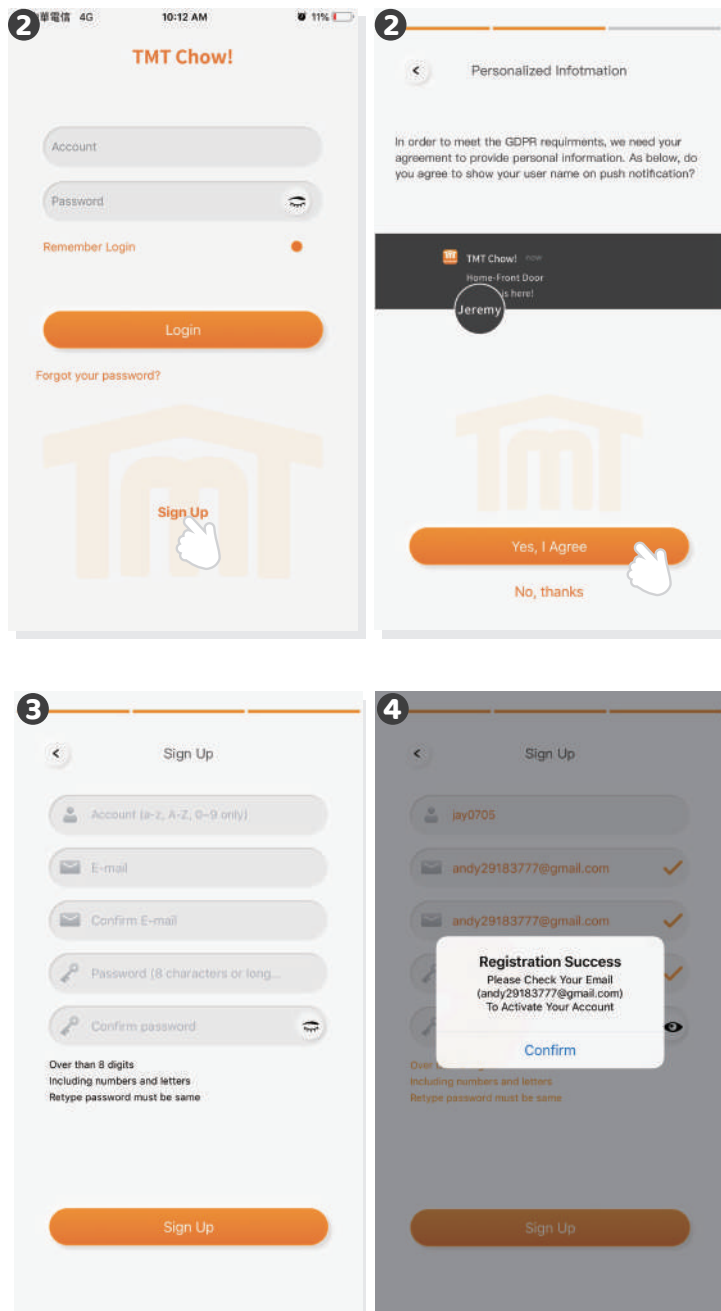 2
華電信 4G 10:12 AM 11%
TMT Chow!
Account
Password
Remember Login
Login
Forgot your password?
Sign Up
2
Personalized Infotmation
In order to meet the GDPR requirments, we need your
agreement to provide personal information. As below, do
you agree to show your user name on push notification?
TMT Chow! now
Home-Front Door
is here!
Jeremy
Yes, I Agree
No, thanks
3
Sign Up
Account (a-z, A-Z, 0-9 only)
E-mail
Confirm E-mail
Password (8 characters or long...
Confirm password
Over than 8 digits
Including numbers and letters
Retype password must be same
Sign Up
4
Sign Up
jay0705
andy29183777@gmail.com
andy29183777@gmail.com
Registration Success
Please Check Your Email
(andy29183777@gmail.com)
To Activate Your Account
Confirm
Over
Including numbers and letters
Retype password must be same
Sign Up